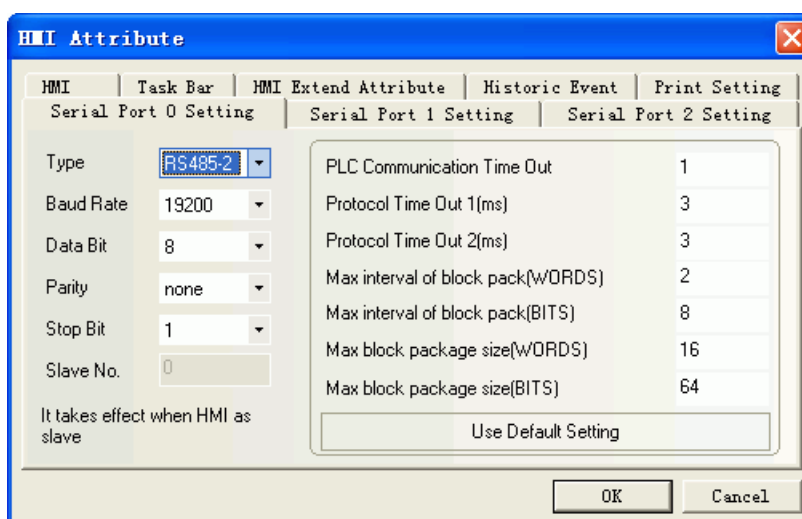 HMI Attribute
HMI Task Bar HMI Extend Attribute Historic Event Print Setting
Serial Port 0 Setting Serial Port 1 Setting Serial Port 2 Setting
Type RS485-2
Baud Rate 19200
Data Bit 8
Parity none
Stop Bit 1
Slave No. 0
It takes effect when HMI as
slave
PLC Communication Time Out 1
Protocol Time Out 1(ms) 3
Protocol Time Out 2(ms) 3
Max interval of block pack(WORDS) 2
Max interval of block pack(BITS) 8
Max block package size(WORDS) 16
Max block package size(BITS) 64
Use Default Setting
OK Cancel